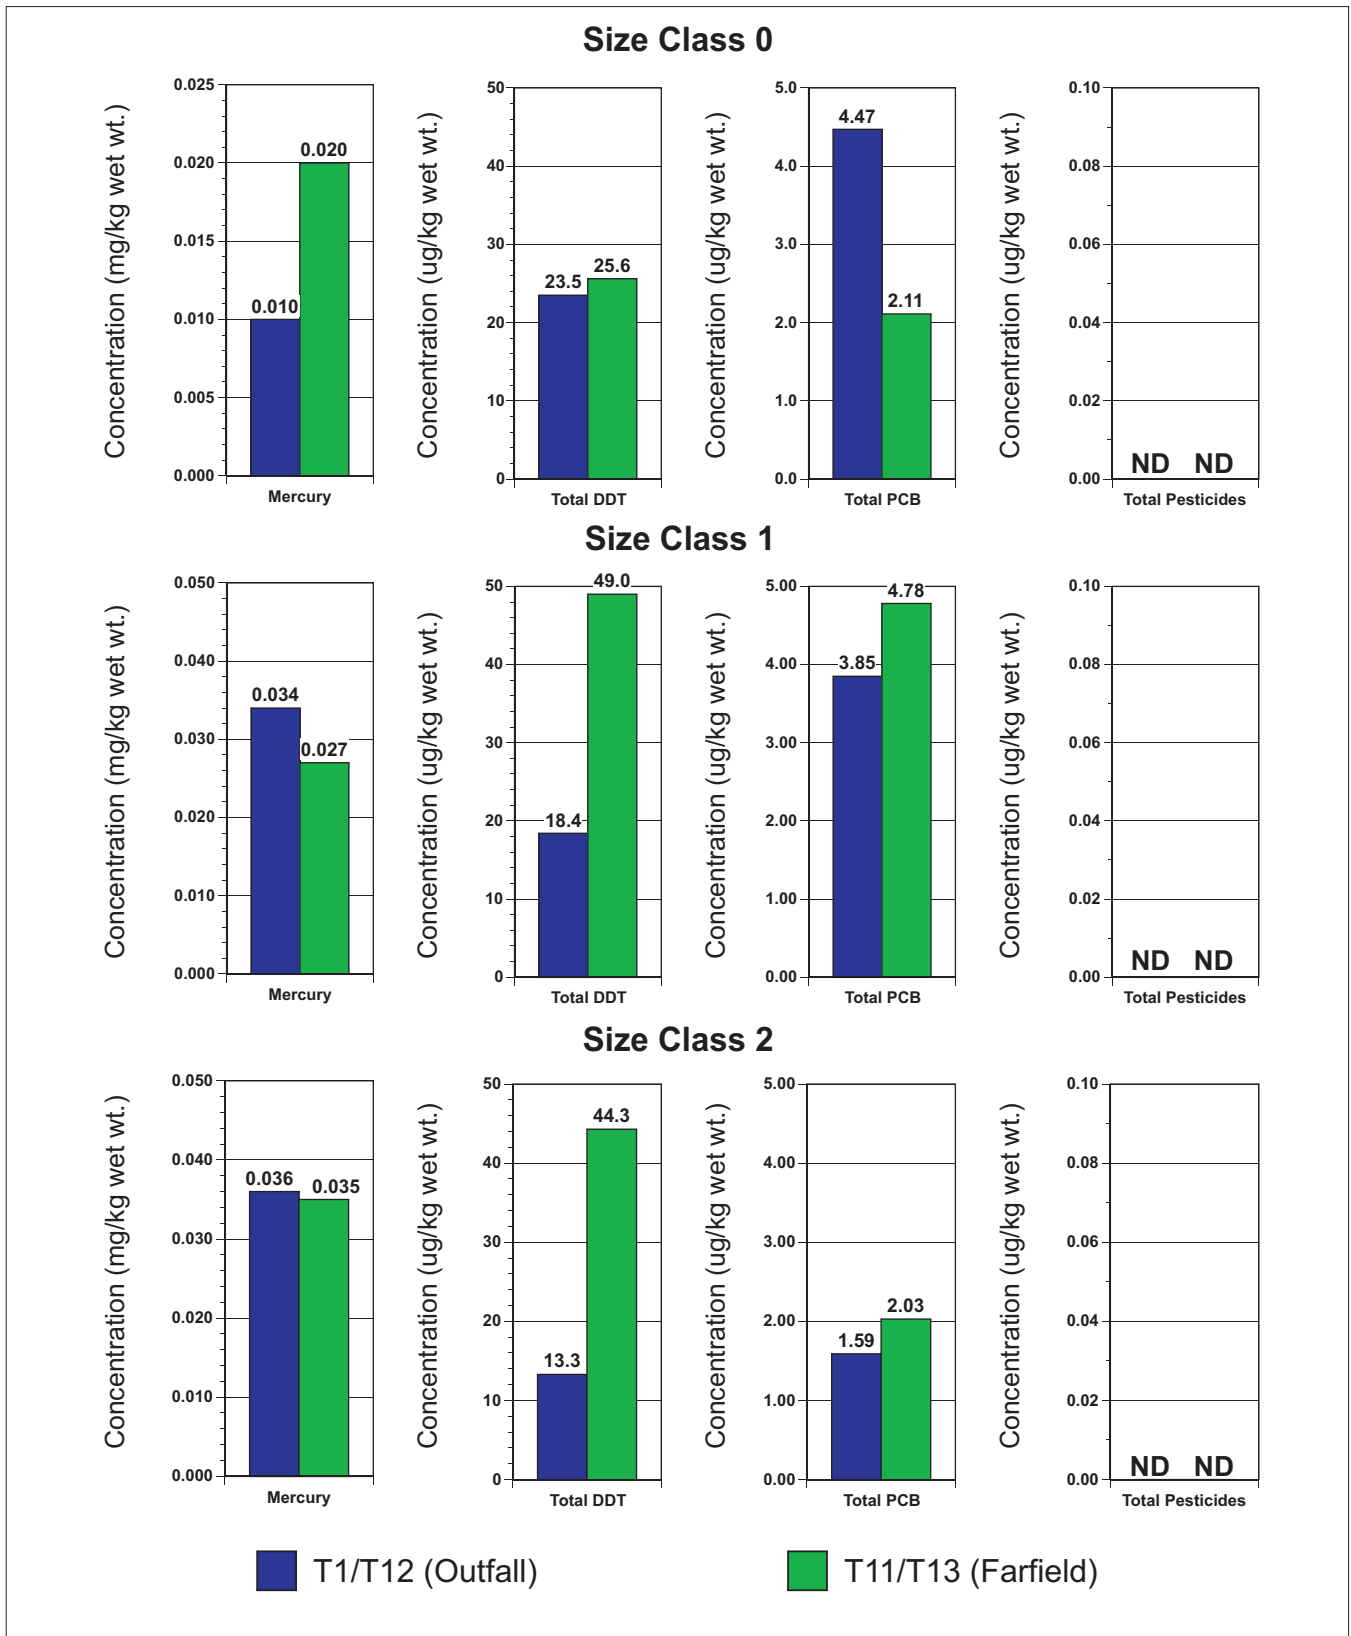 Size Class 0
Concentration (mg/kg wet wt.)
0.025
0.020
0.015
0.010
0.005
0.000
0.010
0.020
Mercury
Concentration (ug/kg wet wt.)
50
40
30
20
10
0
23.5
25.6
Total DDT
Concentration (ug/kg wet wt.)
5.0
4.0
3.0
2.0
1.0
0.0
4.47
2.11
Total PCB
Concentration (ug/kg wet wt.)
0.10
0.08
0.06
0.04
0.02
0.00
ND ND
Total Pesticides
Size Class 1
Concentration (mg/kg wet wt.)
0.050
0.040
0.030
0.020
0.010
0.000
0.034
0.027
Mercury
Concentration (ug/kg wet wt.)
50
40
30
20
10
0
18.4
49.0
Total DDT
Concentration (ug/kg wet wt.)
5.00
4.00
3.00
2.00
1.00
0.00
3.85
4.78
Total PCB
Concentration (ug/kg wet wt.)
0.10
0.08
0.06
0.04
0.02
0.00
ND ND
Total Pesticides
Size Class 2
Concentration (mg/kg wet wt.)
0.050
0.040
0.030
0.020
0.010
0.000
0.036
0.035
Mercury
Concentration (ug/kg wet wt.)
50
40
30
20
10
0
13.3
44.3
Total DDT
Concentration (ug/kg wet wt.)
5.00
4.00
3.00
2.00
1.00
0.00
1.59
2.03
Total PCB
Concentration (ug/kg wet wt.)
0.10
0.08
0.06
0.04
0.02
0.00
ND ND
Total Pesticides
T1/T12 (Outfall)
T11/T13 (Farfield)